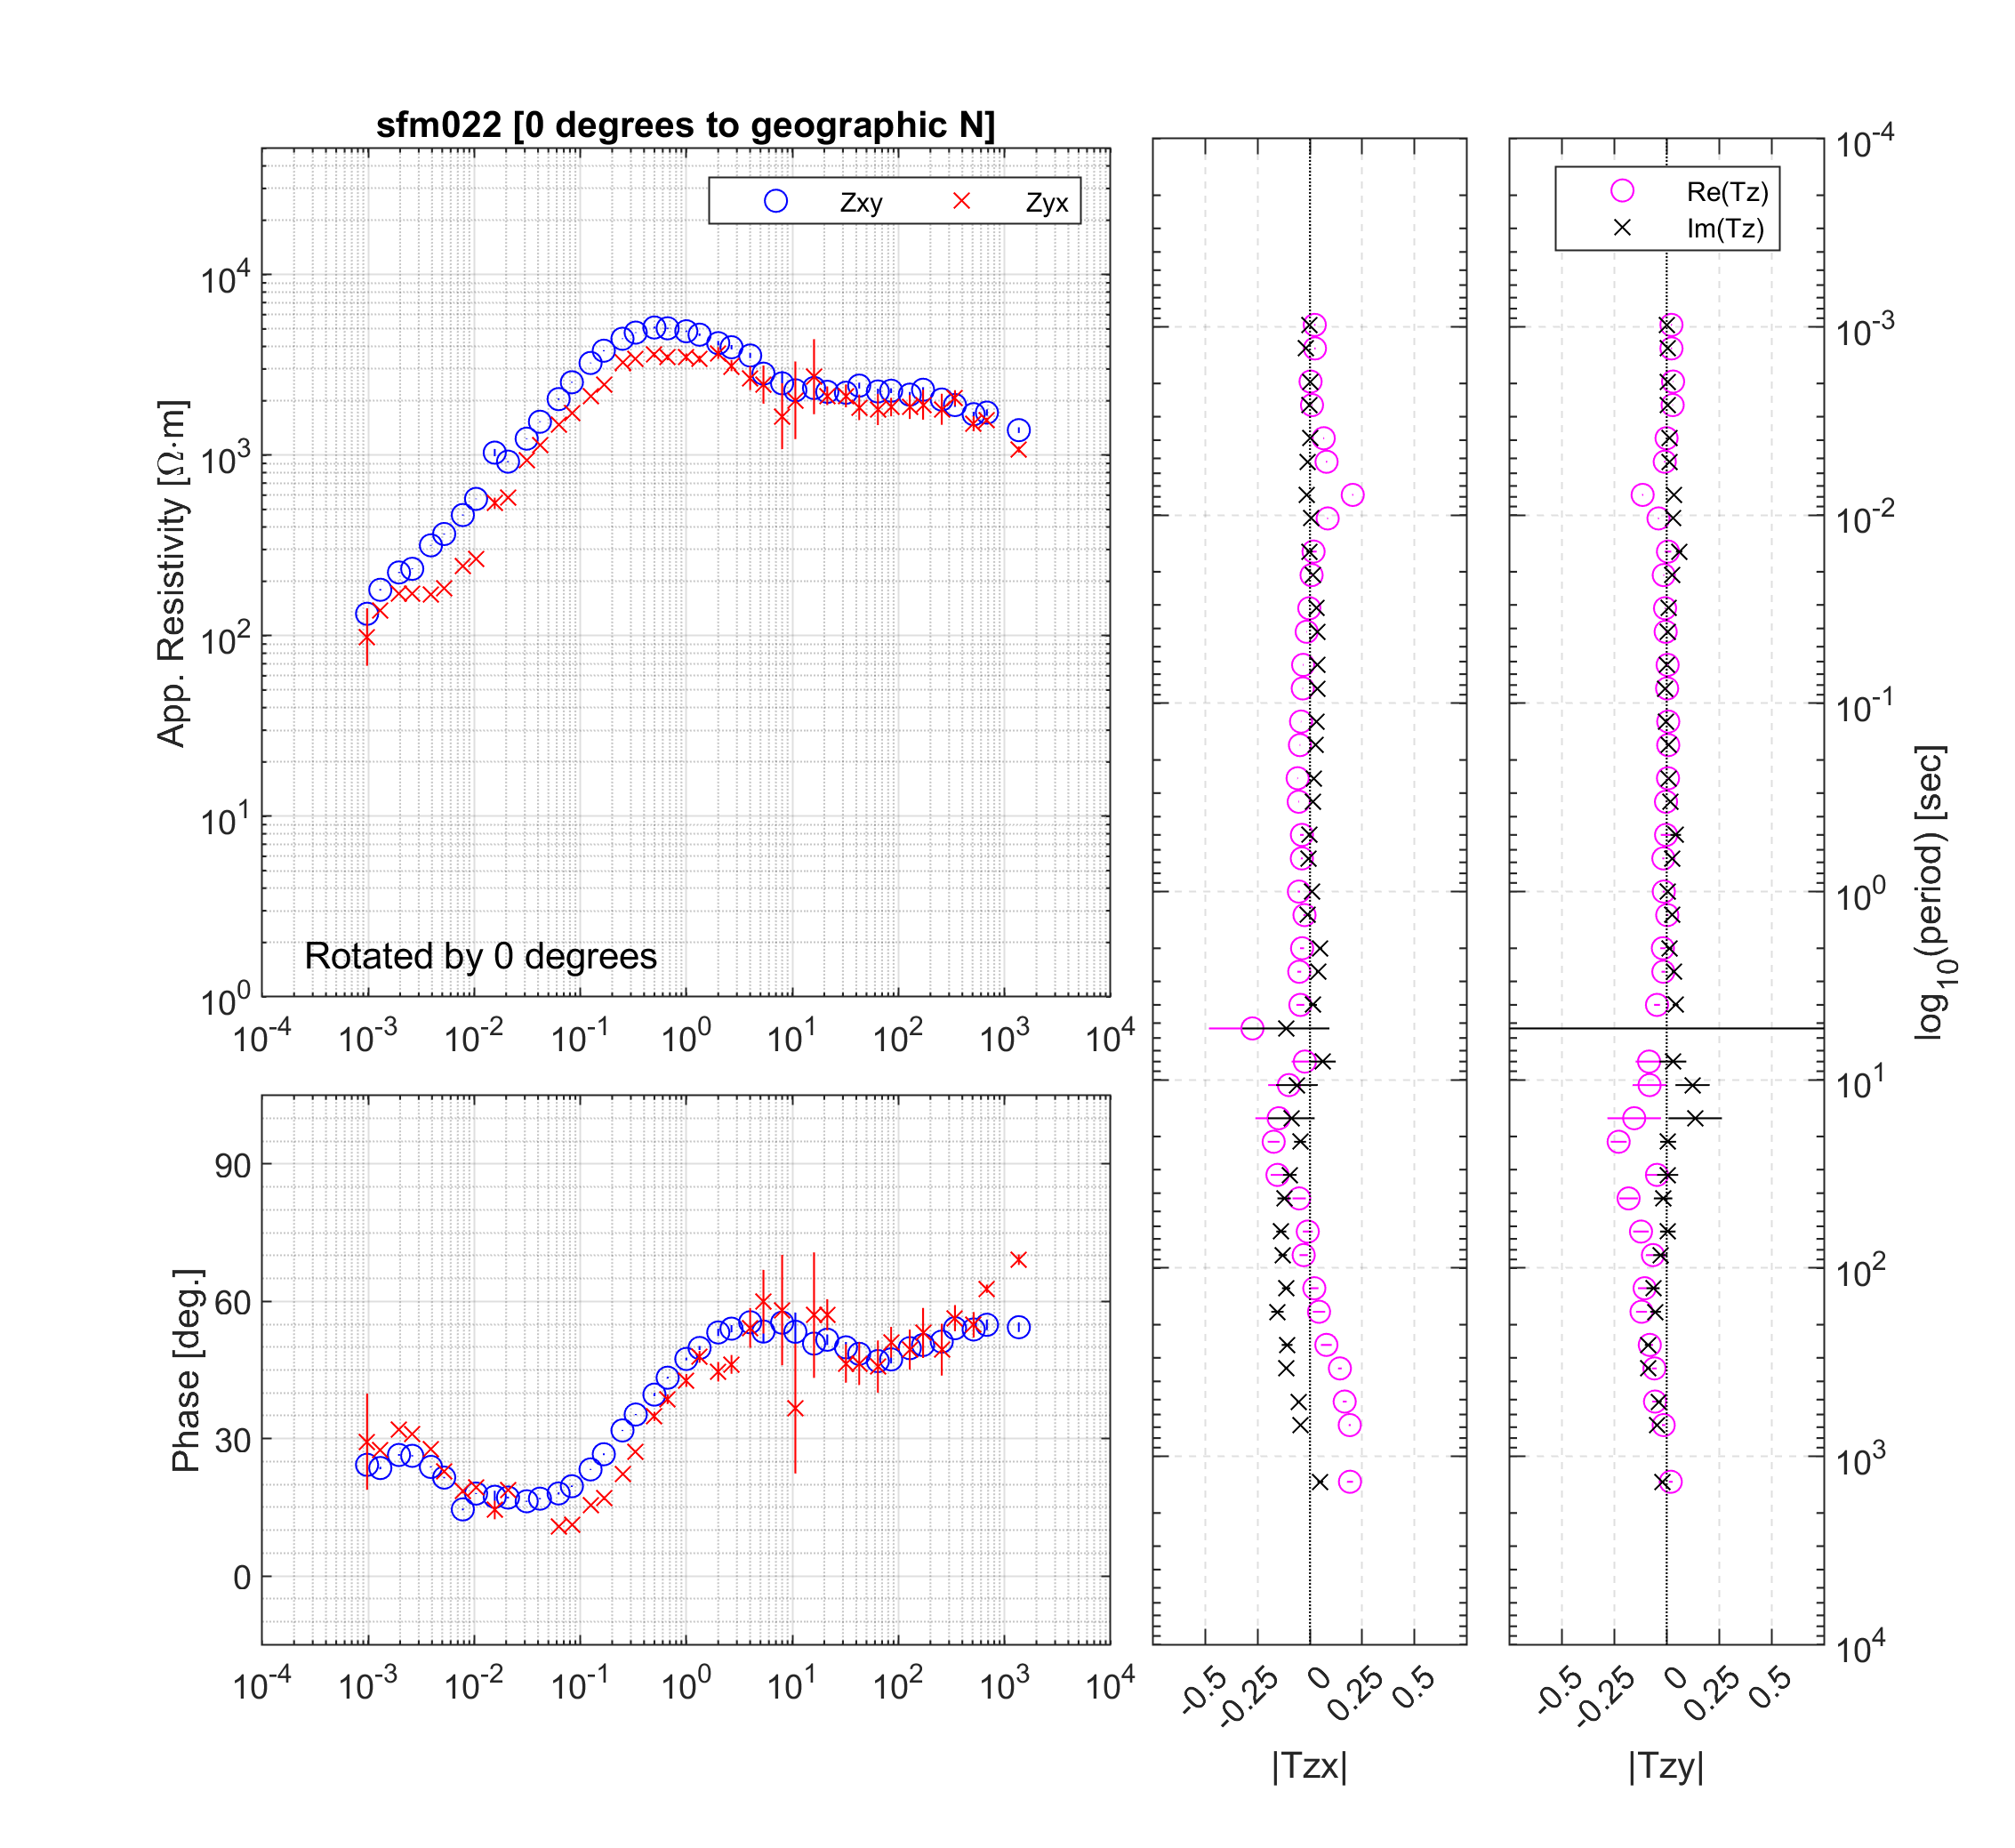 sfm022 [0 degrees to geographic N]
Zxy Zyx
App. Resistivity [Ω·m]
10^4
10^3
10^2
10^1
10^0
Rotated by 0 degrees
10^-4 10^-3 10^-2 10^-1 10^0 10^1 10^2 10^3 10^4
Phase [deg.]
90
60
30
0
10^-4 10^-3 10^-2 10^-1 10^0 10^1 10^2 10^3 10^4
-0.5 -0.25 0 0.25 0.5
|Tzx|
Re(Tz)
Im(Tz)
-0.5 -0.25 0 0.25 0.5
|Tzy|
10^-4
10^-3
10^-2
10^-1
10^0
10^1
10^2
10^3
10^4
log_10(period) [sec]